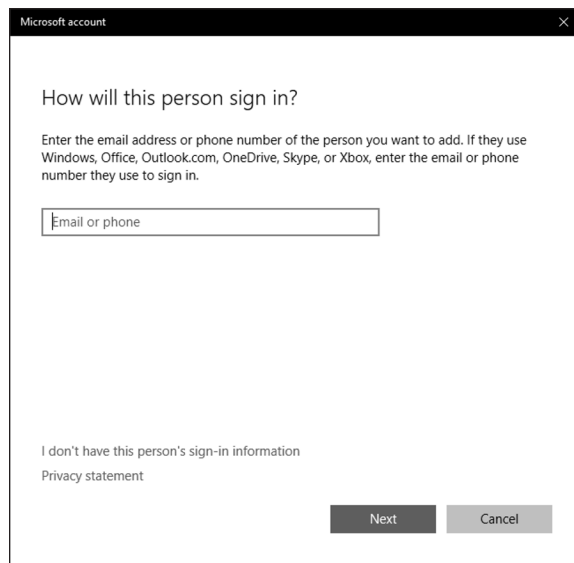 Microsoft account
How will this person sign in?
Enter the email address or phone number of the person you want to add. If they use
Windows, Office, Outlook.com, OneDrive, Skype, or Xbox, enter the email or phone
number they use to sign in.
Email or phone
I don't have this person's sign-in information
Privacy statement
Next Cancel